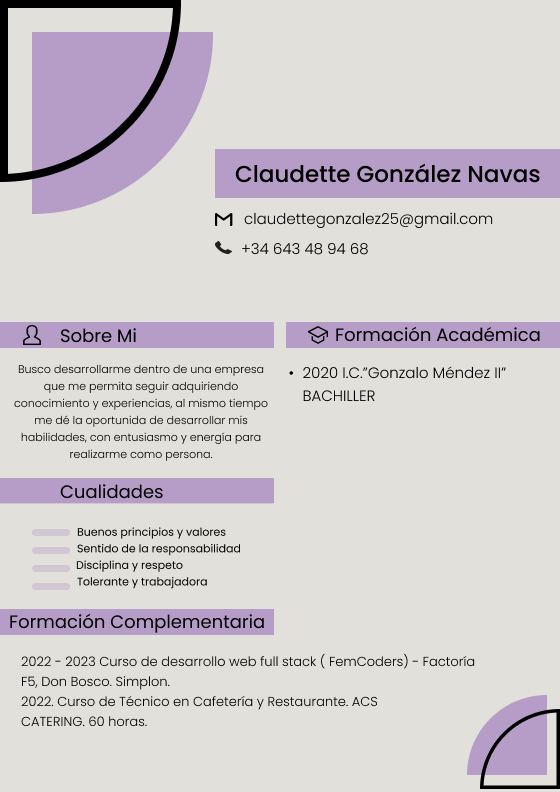 Claudette González Navas
claudettegonzalez25@gmail.com
+34 643 48 94 68
Sobre Mi
Busco desarrollarme dentro de una empresa
que me permita seguir adquiriendo
conocimiento y experiencias, al mismo tiempo
me dé la oportunida de desarrollar mis
habilidades, con entusiasmo y energía para
realizarme como persona.
Formación Académica
• 2020 I.C.”Gonzalo Méndez II”
BACHILLER
Cualidades
Buenos principios y valores
Sentido de la responsabilidad
Disciplina y respeto
Tolerante y trabajadora
Formación Complementaria
2022 - 2023 Curso de desarrollo web full stack ( FemCoders) - Factoría
F5, Don Bosco. Simplon.
2022. Curso de Técnico en Cafetería y Restaurante. ACS
CATERING. 60 horas.